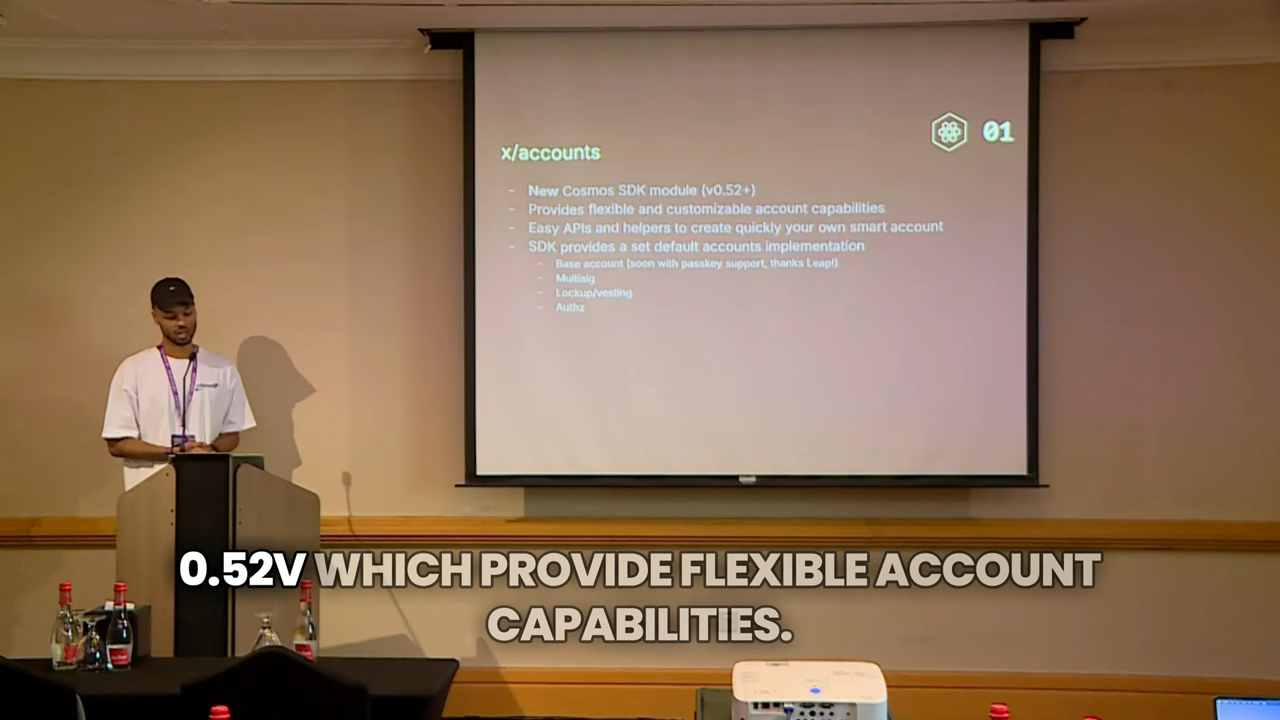 01
x/accounts
- New Cosmos SDK module (v0.52+)
- Provides flexible and customizable account capabilities
- Easy APIs and helpers to create quickly your own smart account
- SDK provides a set default accounts implementation
- Base account (soon with passkey support, thanks Leap!)
- Multisig
- Lockup/vesting
- Authz
0.52V WHICH PROVIDE FLEXIBLE ACCOUNT
CAPABILITIES.